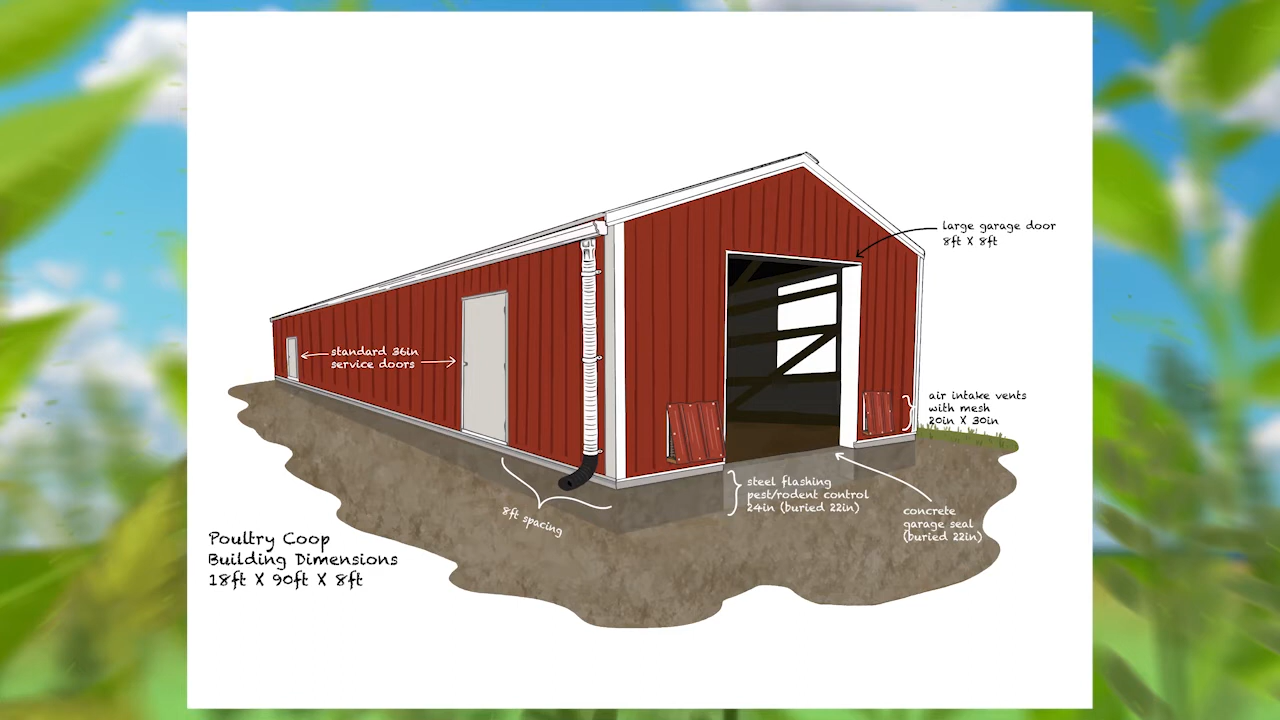 large garage door
8ft X 8ft
standard 36in
service doors
air intake vents
with mesh
20in X 30in
steel flashing
pest/rodent control
24in (buried 22in)
8ft spacing
concrete
garage seal
(buried 22in)
Poultry Coop
Building Dimensions
18ft X 90ft X 8ft